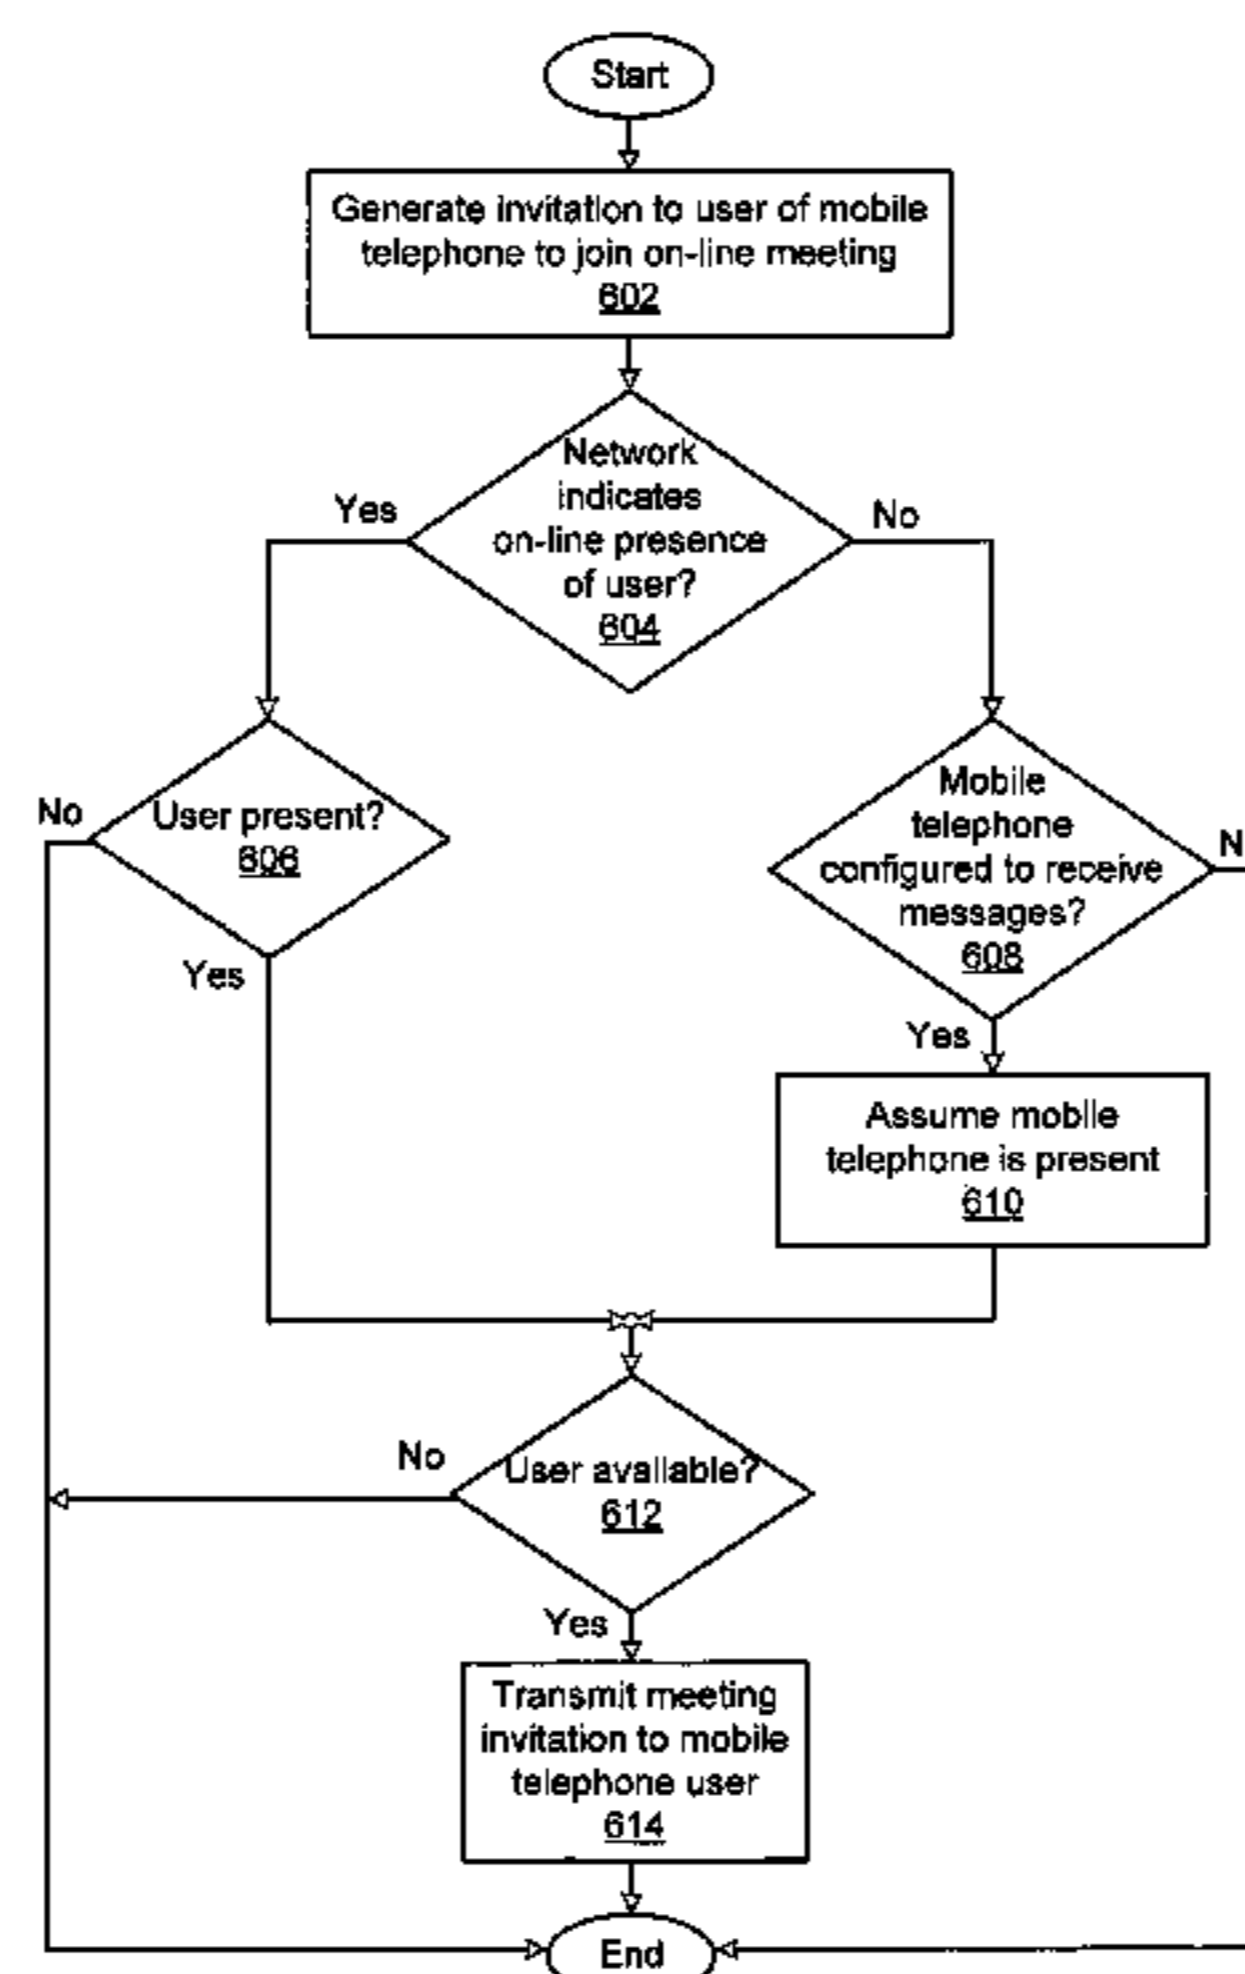 Start
Generate invitation to user of mobile
telephone to join on-line meeting
602
Network
indicates
on-line presence
of user?
604
Yes
No
User present?
606
No
Yes
Mobile
telephone
configured to receive
messages?
608
N
Yes
Assume mobile
telephone is present
610
User available?
612
No
Yes
Transmit meeting
invitation to mobile
telephone user
614
End